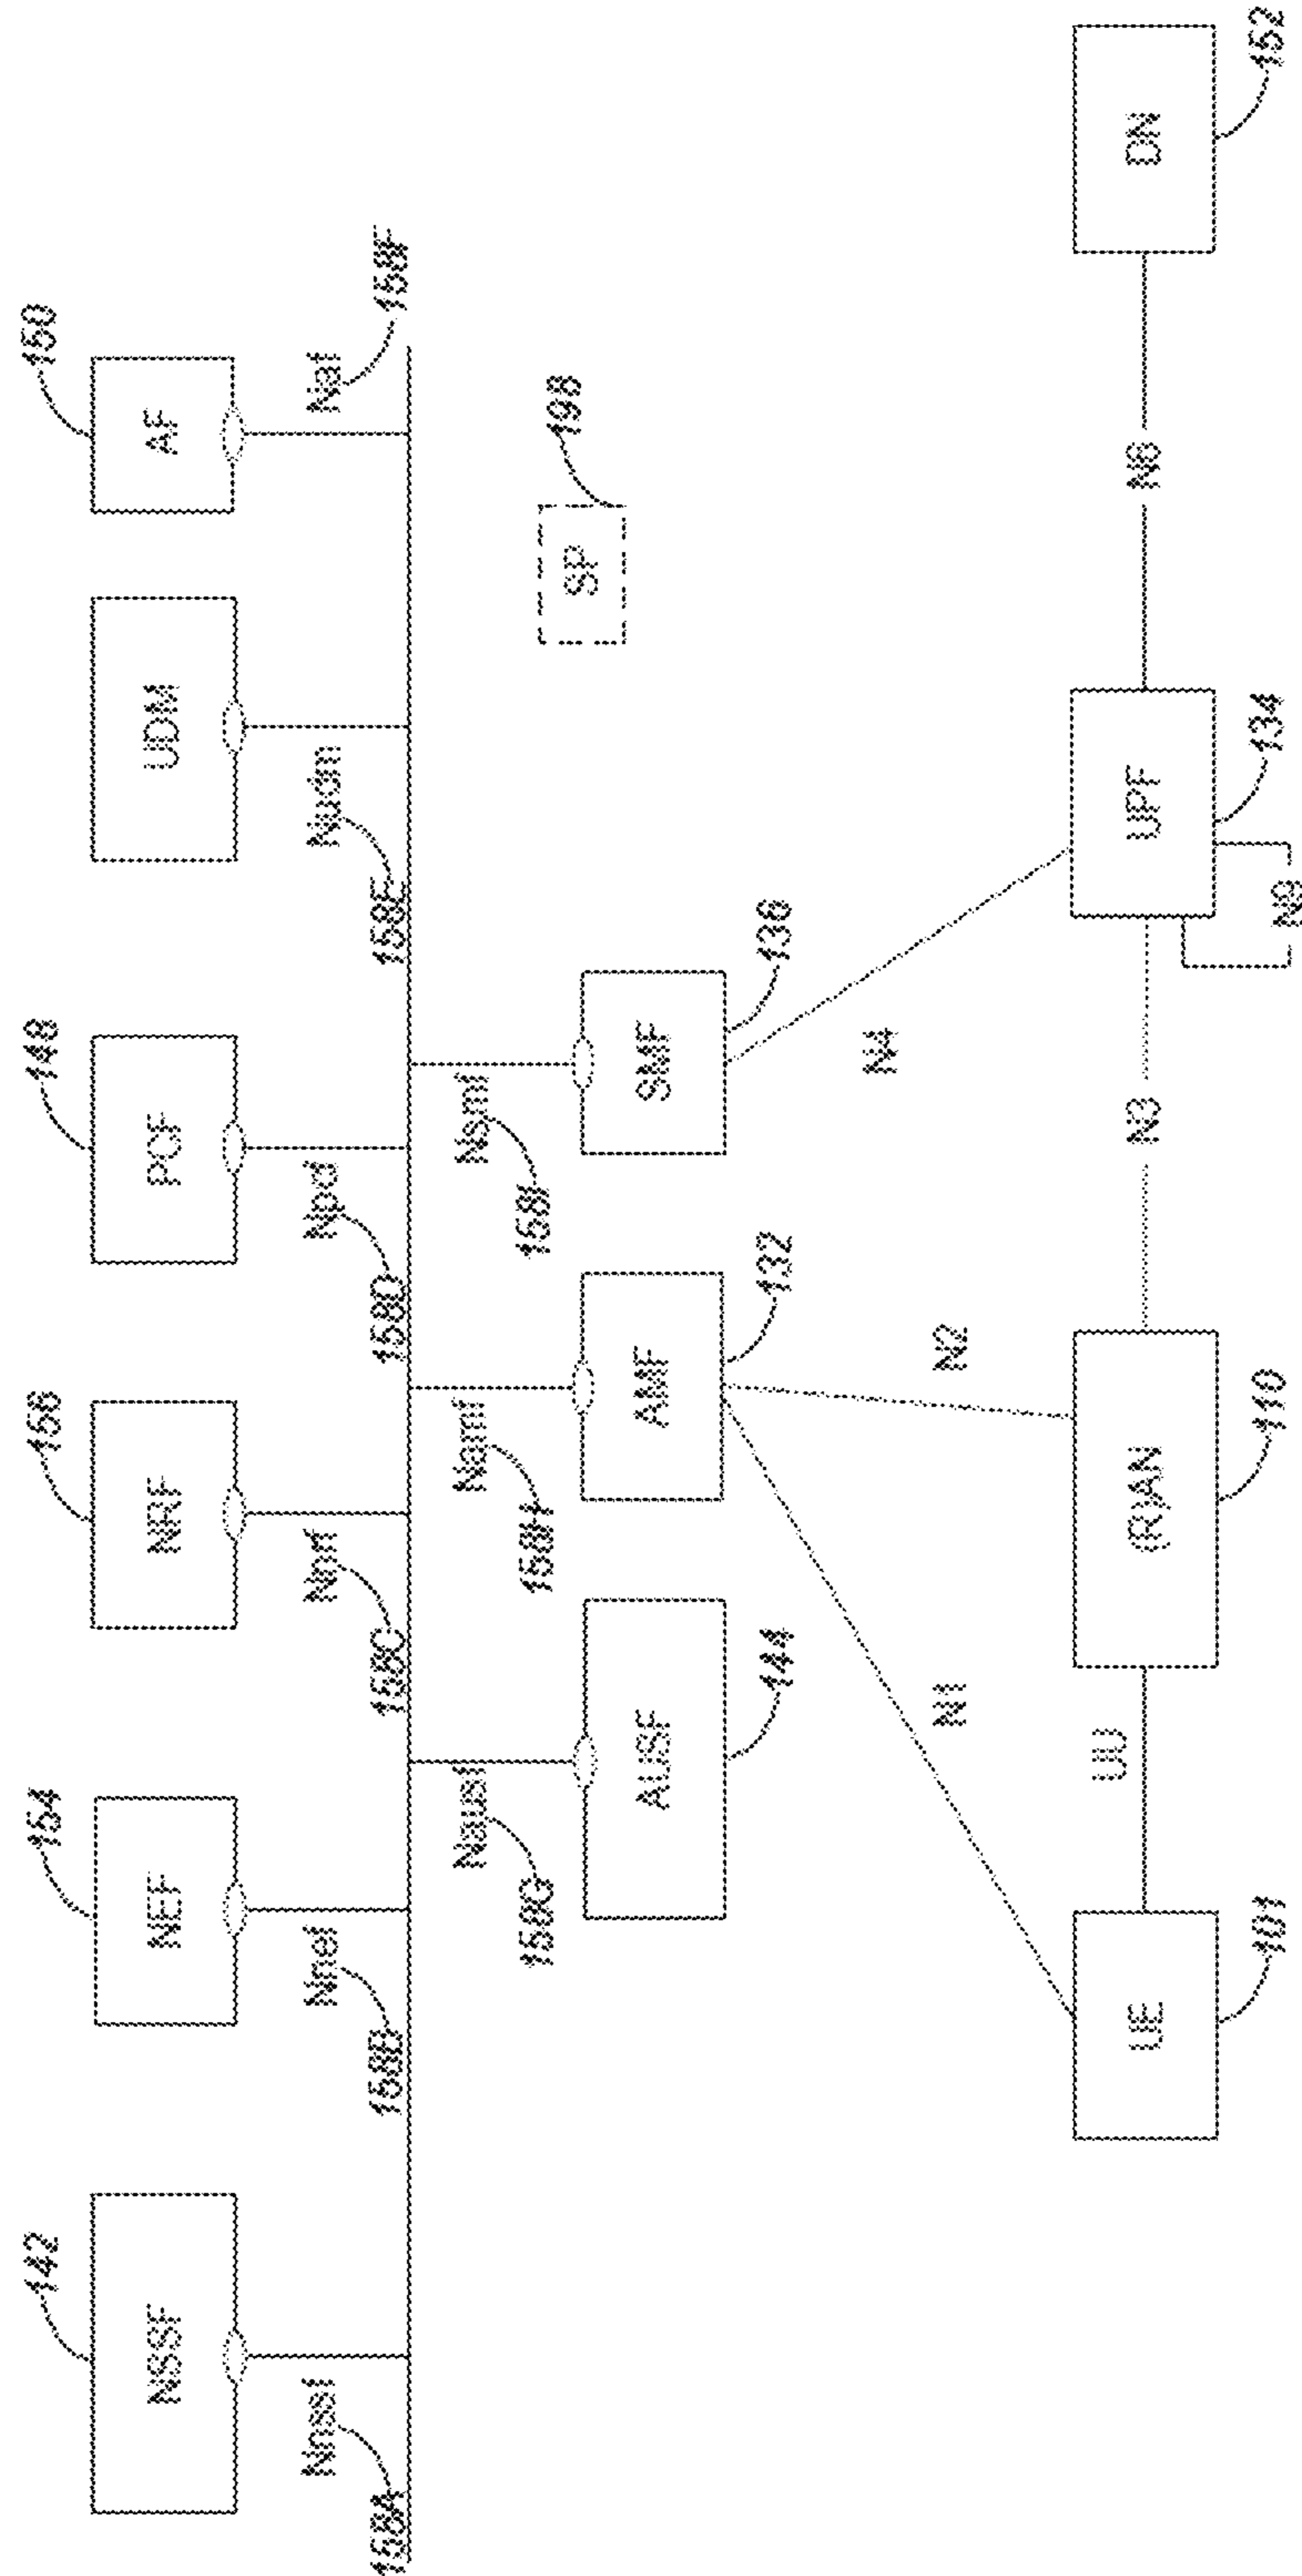 142
154
156
148
150
NSSF
NEF
NRF
PCF
UDM
AF
Nnssf
Nnef
Nnrf
Npcf
Nudm
Naf
158A
158B
158C
158D
158E
158F
Nausf
Namf
Nsmf
158G
158H
158I
SP
198
AUSF
AMF
SMF
144
132
136
N1
N2
N4
UU
UE
(R)AN
N3
UPF
N6
DN
101
110
134
152
N9